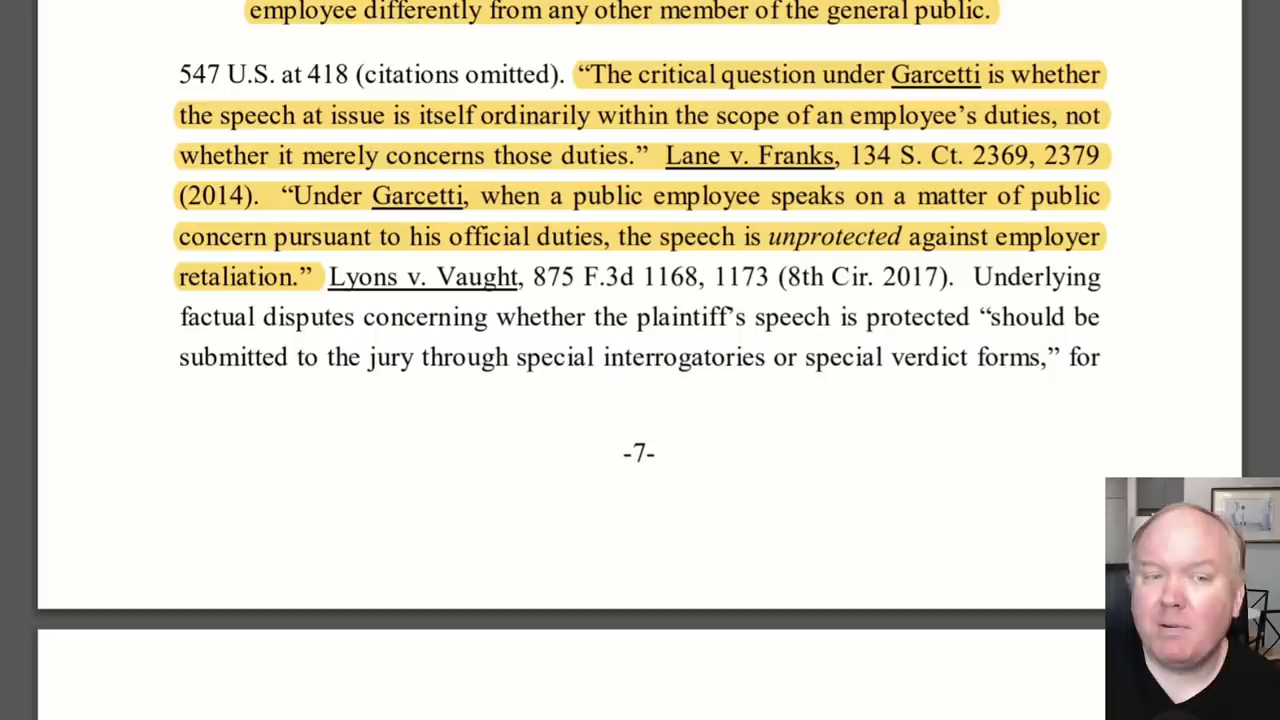 employee differently from any other member of the general public.
547 U.S. at 418 (citations omitted). “The critical question under Garcetti is whether
the speech at issue is itself ordinarily within the scope of an employee’s duties, not
whether it merely concerns those duties.” Lane v. Franks, 134 S. Ct. 2369, 2379
(2014). “Under Garcetti, when a public employee speaks on a matter of public
concern pursuant to his official duties, the speech is unprotected against employer
retaliation.” Lyons v. Vaught, 875 F.3d 1168, 1173 (8th Cir. 2017). Underlying
factual disputes concerning whether the plaintiff’s speech is protected “should be
submitted to the jury through special interrogatories or special verdict forms,” for
-7-